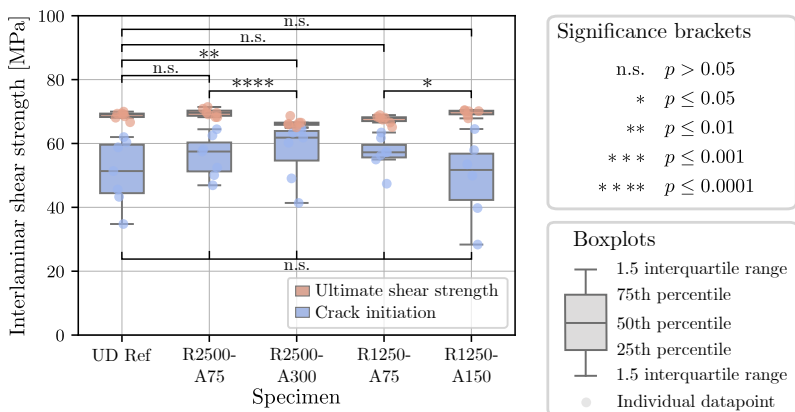 Interlaminar shear strength [MPa]
100
80
60
40
20
0
n.s.
n.s.
**
n.s.
****
*
n.s.
Ultimate shear strength
Crack initiation
UD Ref
R2500-
A75
R2500-
A300
R1250-
A75
R1250-
A150
Specimen
Significance brackets
n.s. p > 0.05
* p ≤ 0.05
** p ≤ 0.01
*** p ≤ 0.001
**** p ≤ 0.0001
Boxplots
1.5 interquartile range
75th percentile
50th percentile
25th percentile
1.5 interquartile range
Individual datapoint